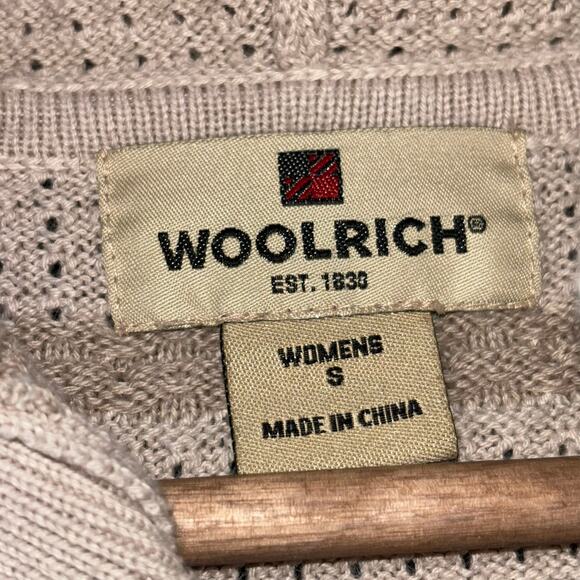 WOOLRICH®
EST. 1830
WOMENS
S
MADE IN CHINA